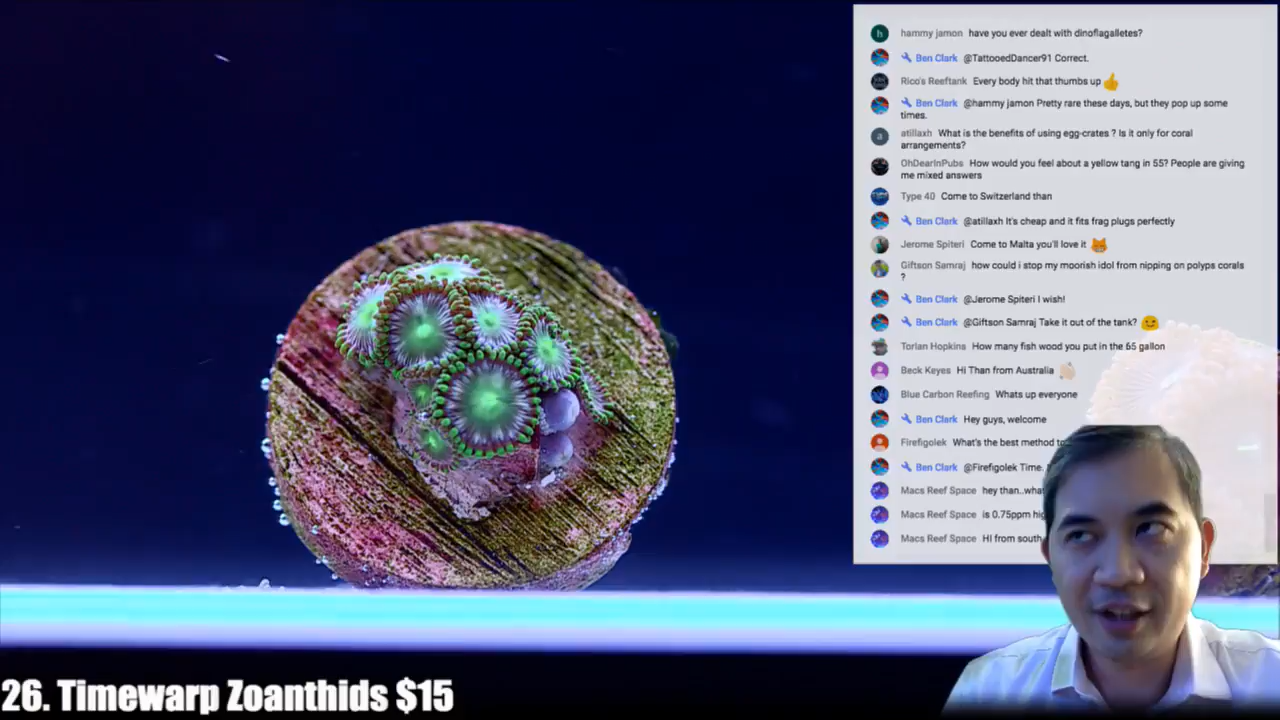 h hammy jamon have you ever dealt with dinoflagalletes?
Ben Clark @TattooedDancer91 Correct.
Rico's Reeftank Every body hit that thumbs up
Ben Clark @hammy jamon Pretty rare these days, but they pop up some
times.
a atillaxh What is the benefits of using egg-crates ? Is it only for coral
arrangements?
OhDearInPubs How would you feel about a yellow tang in 55? People are giving
me mixed answers
Type 40 Come to Switzerland than
Ben Clark @atillaxh It's cheap and it fits frag plugs perfectly
Jerome Spiteri Come to Malta you'll love it
Giftson Samraj how could i stop my moorish idol from nipping on polyps corals
?
Ben Clark @Jerome Spiteri I wish!
Ben Clark @Giftson Samraj Take it out of the tank?
Torian Hopkins How many fish wood you put in the 65 gallon
Beck Keyes Hi Than from Australia
Blue Carbon Reefing Whats up everyone
Ben Clark Hey guys, welcome
Firefigolek What's the best method to
Ben Clark @Firefigolek Time.
Macs Reef Space hey than..what
Macs Reef Space is 0.75ppm hig
Macs Reef Space HI from south
26. Timewarp Zoanthids $15